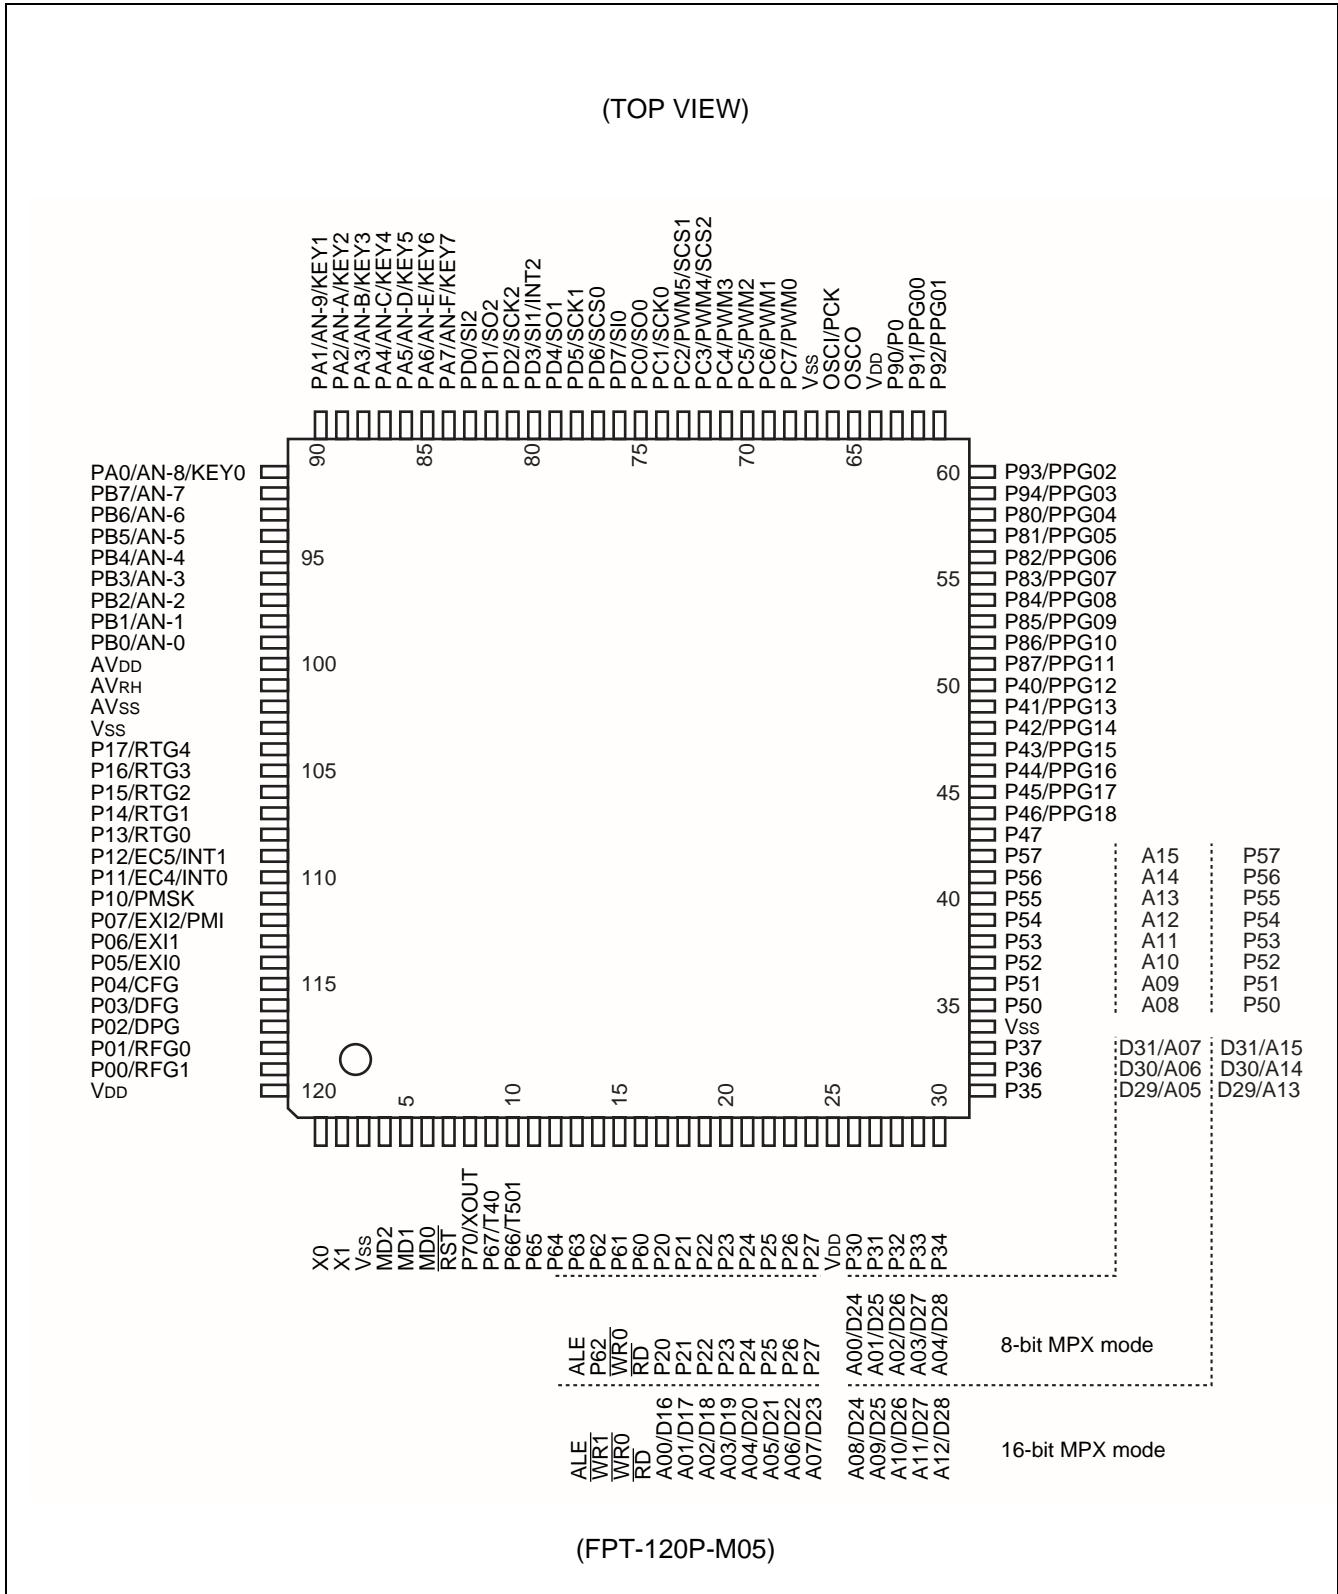 (TOP VIEW)
PA1/AN-9/KEY1
PA2/AN-A/KEY2
PA3/AN-B/KEY3
PA4/AN-C/KEY4
PA5/AN-D/KEY5
PA6/AN-E/KEY6
PA7/AN-F/KEY7
PD0/SI2
PD1/SO2
PD2/SCK2
PD3/SI1/INT2
PD4/SO1
PD5/SCK1
PD6/SCS0
PD7/SI0
PC0/SO0
PC1/SCK0
PC2/PWM5/SCS1
PC3/PWM4/SCS2
PC4/PWM3
PC5/PWM2
PC6/PWM1
PC7/PWM0
VSS
OSCI/PCK
OSCO
VDD
P90/P0
P91/PPG00
P92/PPG01
90
85
80
75
70
65
PA0/AN-8/KEY0
PB7/AN-7
PB6/AN-6
PB5/AN-5
PB4/AN-4
PB3/AN-3
PB2/AN-2
PB1/AN-1
PB0/AN-0
AVDD
AVRH
AVSS
VSS
P17/RTG4
P16/RTG3
P15/RTG2
P14/RTG1
P13/RTG0
P12/EC5/INT1
P11/EC4/INT0
P10/PMSK
P07/EXI2/PMI
P06/EXI1
P05/EXI0
P04/CFG
P03/DFG
P02/DPG
P01/RFG0
P00/RFG1
VDD
95
100
105
110
115
120
60
55
50
45
40
35
P93/PPG02
P94/PPG03
P80/PPG04
P81/PPG05
P82/PPG06
P83/PPG07
P84/PPG08
P85/PPG09
P86/PPG10
P87/PPG11
P40/PPG12
P41/PPG13
P42/PPG14
P43/PPG15
P44/PPG16
P45/PPG17
P46/PPG18
P47
P57 A15 P57
P56 A14 P56
P55 A13 P55
P54 A12 P54
P53 A11 P53
P52 A10 P52
P51 A09 P51
P50 A08 P50
VSS
P37 D31/A07 D31/A15
P36 D30/A06 D30/A14
P35 D29/A05 D29/A13
5
10
15
20
25
30
X0
X1
VSS
MD2
MD1
MD0
RST
P70/XOUT
P67/T40
P66/T501
P65
P64
P63
P62
P61
P60
P20
P21
P22
P23
P24
P25
P26
P27
VDD
P30
P31
P32
P33
P34
ALE
P62
WR0
RD
P20
P21
P22
P23
P24
P25
P26
P27
A00/D24
A01/D25
A02/D26
A03/D27
A04/D28
8-bit MPX mode
ALE
WR1
WR0
RD
A00/D16
A01/D17
A02/D18
A03/D19
A04/D20
A05/D21
A06/D22
A07/D23
A08/D24
A09/D25
A10/D26
A11/D27
A12/D28
16-bit MPX mode
(FPT-120P-M05)